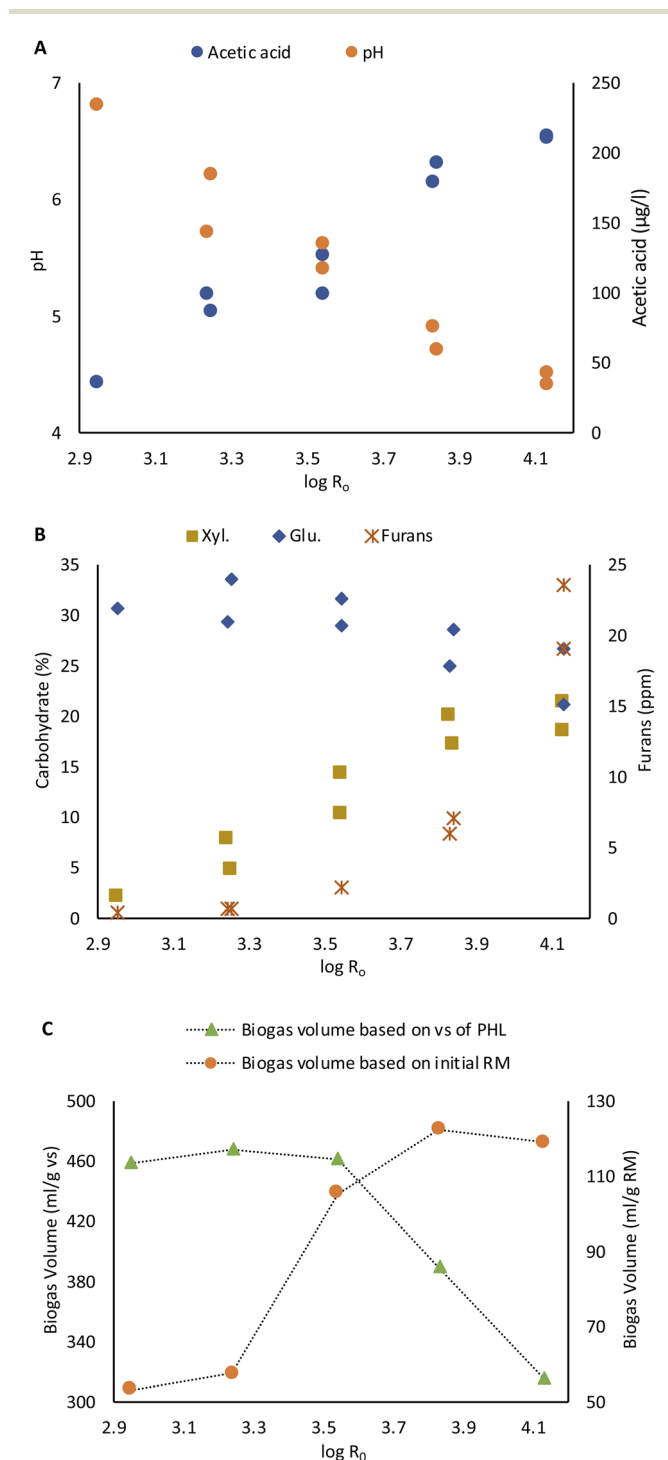 A
Acetic acid pH
7 250
200
6
150
pH Acetic acid (µg/l)
5 100
50
4 0
2.9 3.1 3.3 3.5 3.7 3.9 4.1
log Ro
B
Xyl. Glu. Furans
35 25
30 20
25
20 15
Carbohydrate (%) Furans (ppm)
15 10
10
5 5
0 0
2.9 3.1 3.3 3.5 3.7 3.9 4.1
log Ro
C
Biogas volume based on vs of PHL
Biogas volume based on initial RM
500 130
460 110
420
Biogas Volume (ml/g vs) Biogas Volume (ml/g RM)
380 90
340 70
300 50
2.9 3.1 3.3 3.5 3.7 3.9 4.1
log R0